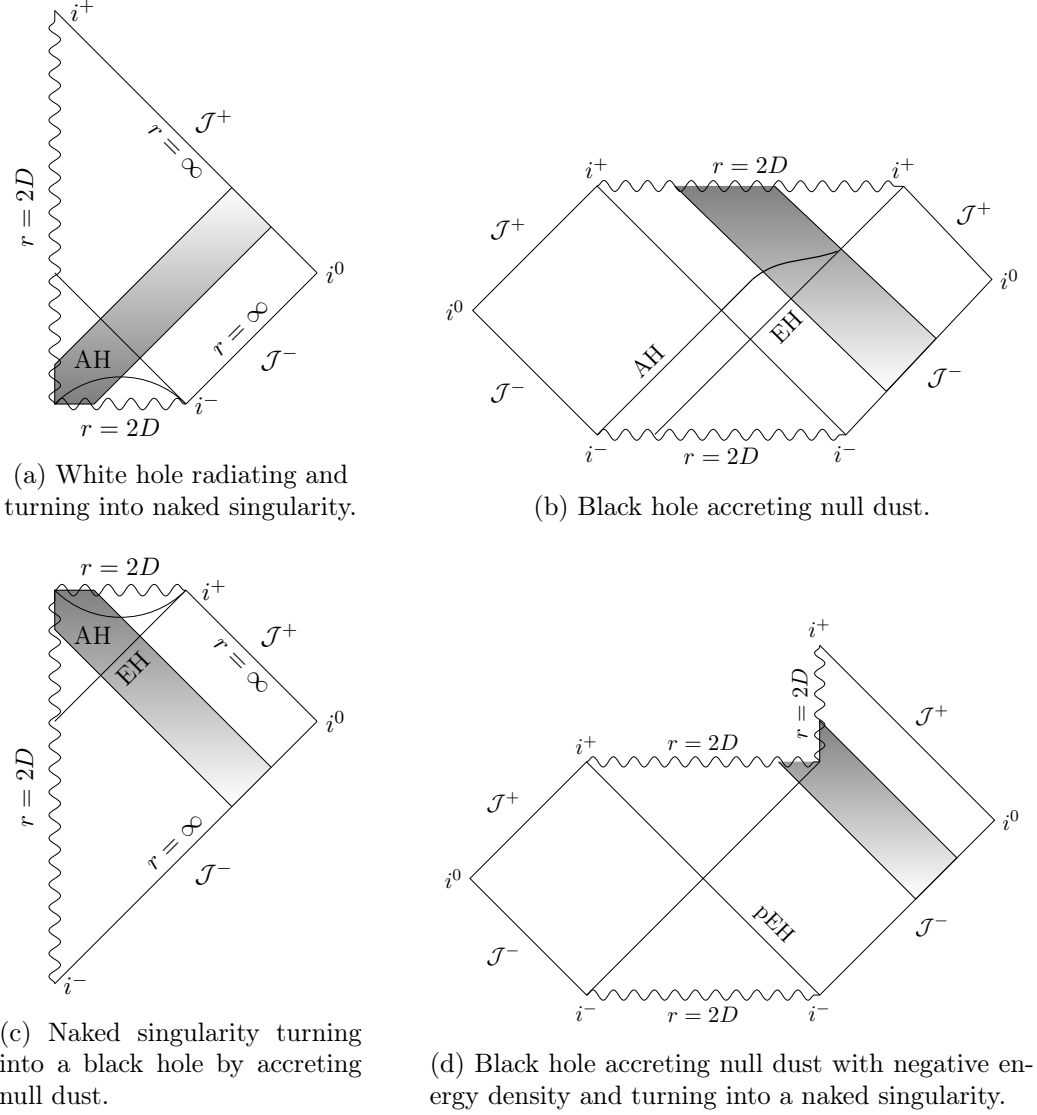 i⁺
𝒥⁺
r = ∞
r = 2D
i⁰
r = ∞
𝒥⁻
AH
i⁻
r = 2D
(a) White hole radiating and
turning into naked singularity.
i⁺
r = 2D
i⁺
𝒥⁺
𝒥⁺
i⁰
i⁰
EH
AH
𝒥⁻
𝒥⁻
i⁻
r = 2D
i⁻
(b) Black hole accreting null dust.
r = 2D
i⁺
AH
𝒥⁺
EH
r = ∞
i⁰
r = 2D
r = ∞
𝒥⁻
i⁻
(c) Naked singularity turning
into a black hole by accreting
null dust.
i⁺
r = 2D
i⁺
r = 2D
𝒥⁺
𝒥⁺
i⁰
i⁰
pEH
𝒥⁻
𝒥⁻
i⁻
r = 2D
i⁻
(d) Black hole accreting null dust with negative en-
ergy density and turning into a naked singularity.